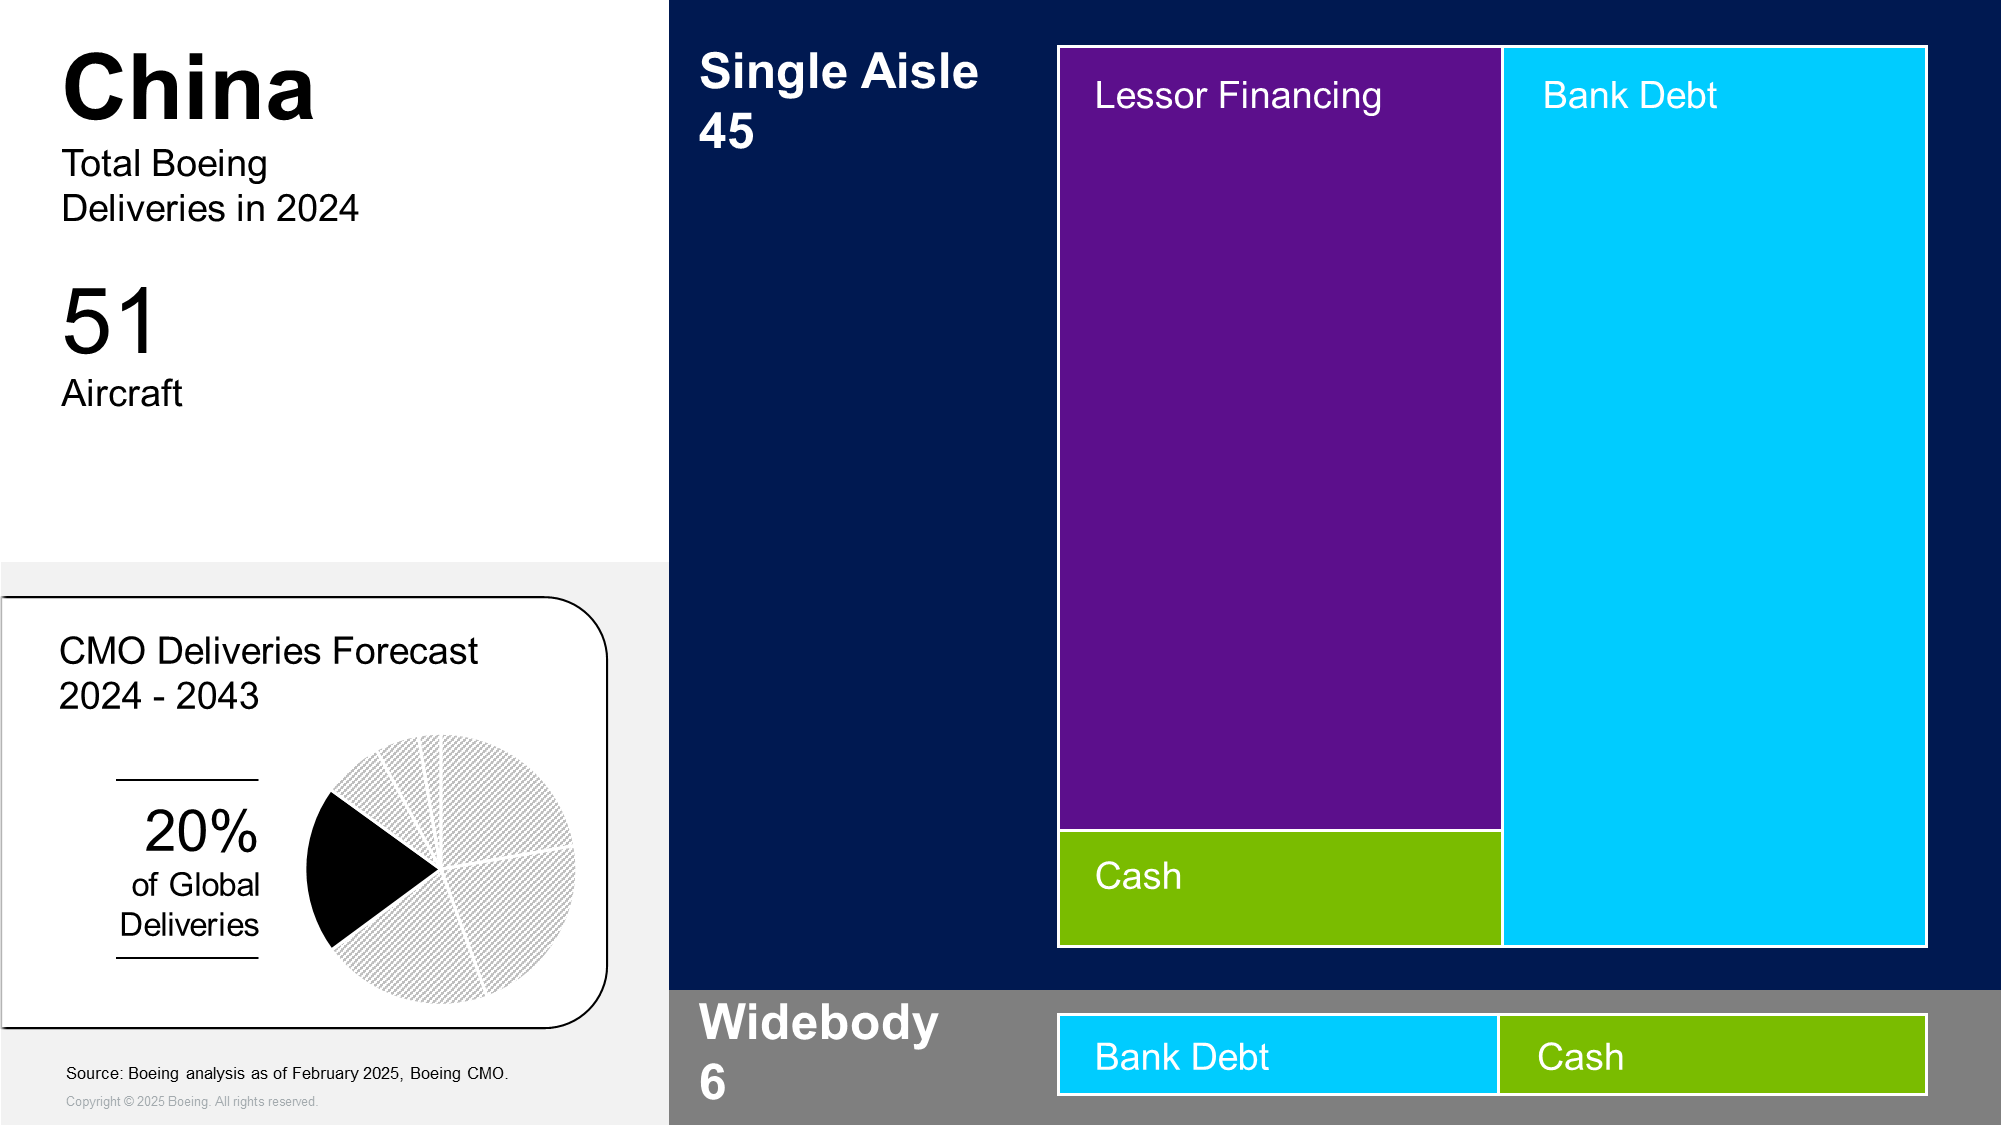 China
Total Boeing
Deliveries in 2024
51
Aircraft
CMO Deliveries Forecast
2024 - 2043
20%
of Global
Deliveries
Source: Boeing analysis as of February 2025, Boeing CMO.
Copyright © 2025 Boeing. All rights reserved.
Single Aisle
45
Lessor Financing
Bank Debt
Cash
Widebody
6
Bank Debt
Cash